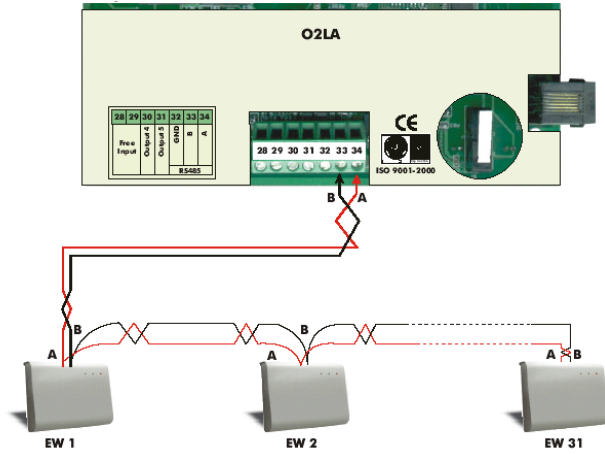 O2LA
28 29 30 31 32 33 34
Free Input
Output 4
Output 5
GND
B
A
RS485
28 29 30 31 32 33 34
CE
ISO 9001-2000
B A
A B
A B
A B
EW 1
EW 2
EW 31